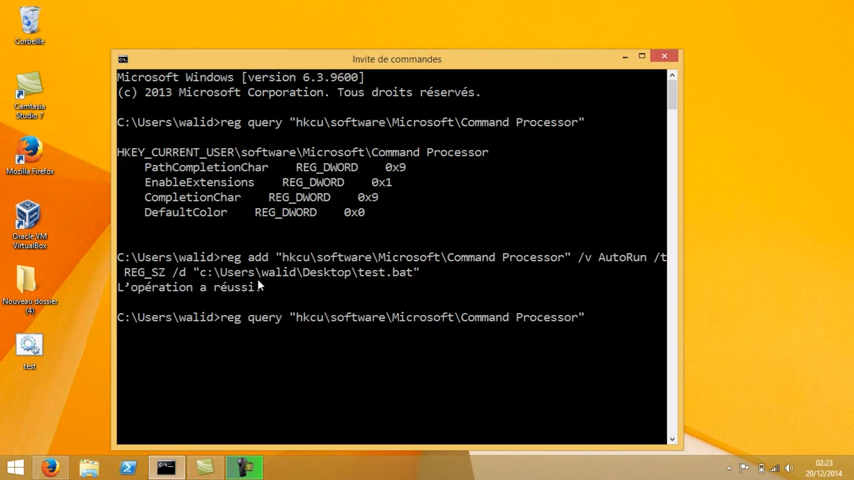 Corbeille
Camtasia
Studio 7
Mozilla Firefox
Oracle VM
VirtualBox
Nouveau dossier
(4)
test
Invite de commandes
Microsoft Windows [version 6.3.9600]
(c) 2013 Microsoft Corporation. Tous droits réservés.
C:\Users\walid>reg query "hkcu\software\Microsoft\Command Processor"
HKEY_CURRENT_USER\software\Microsoft\Command Processor
PathCompletionChar REG_DWORD 0x9
EnableExtensions REG_DWORD 0x1
CompletionChar REG_DWORD 0x9
DefaultColor REG_DWORD 0x0
C:\Users\walid>reg add "hkcu\software\Microsoft\Command Processor" /v AutoRun /t
REG_SZ /d "c:\Users\walid\Desktop\test.bat"
L'opération a réussi.
C:\Users\walid>reg query "hkcu\software\Microsoft\Command Processor"
02:23
20/12/2014